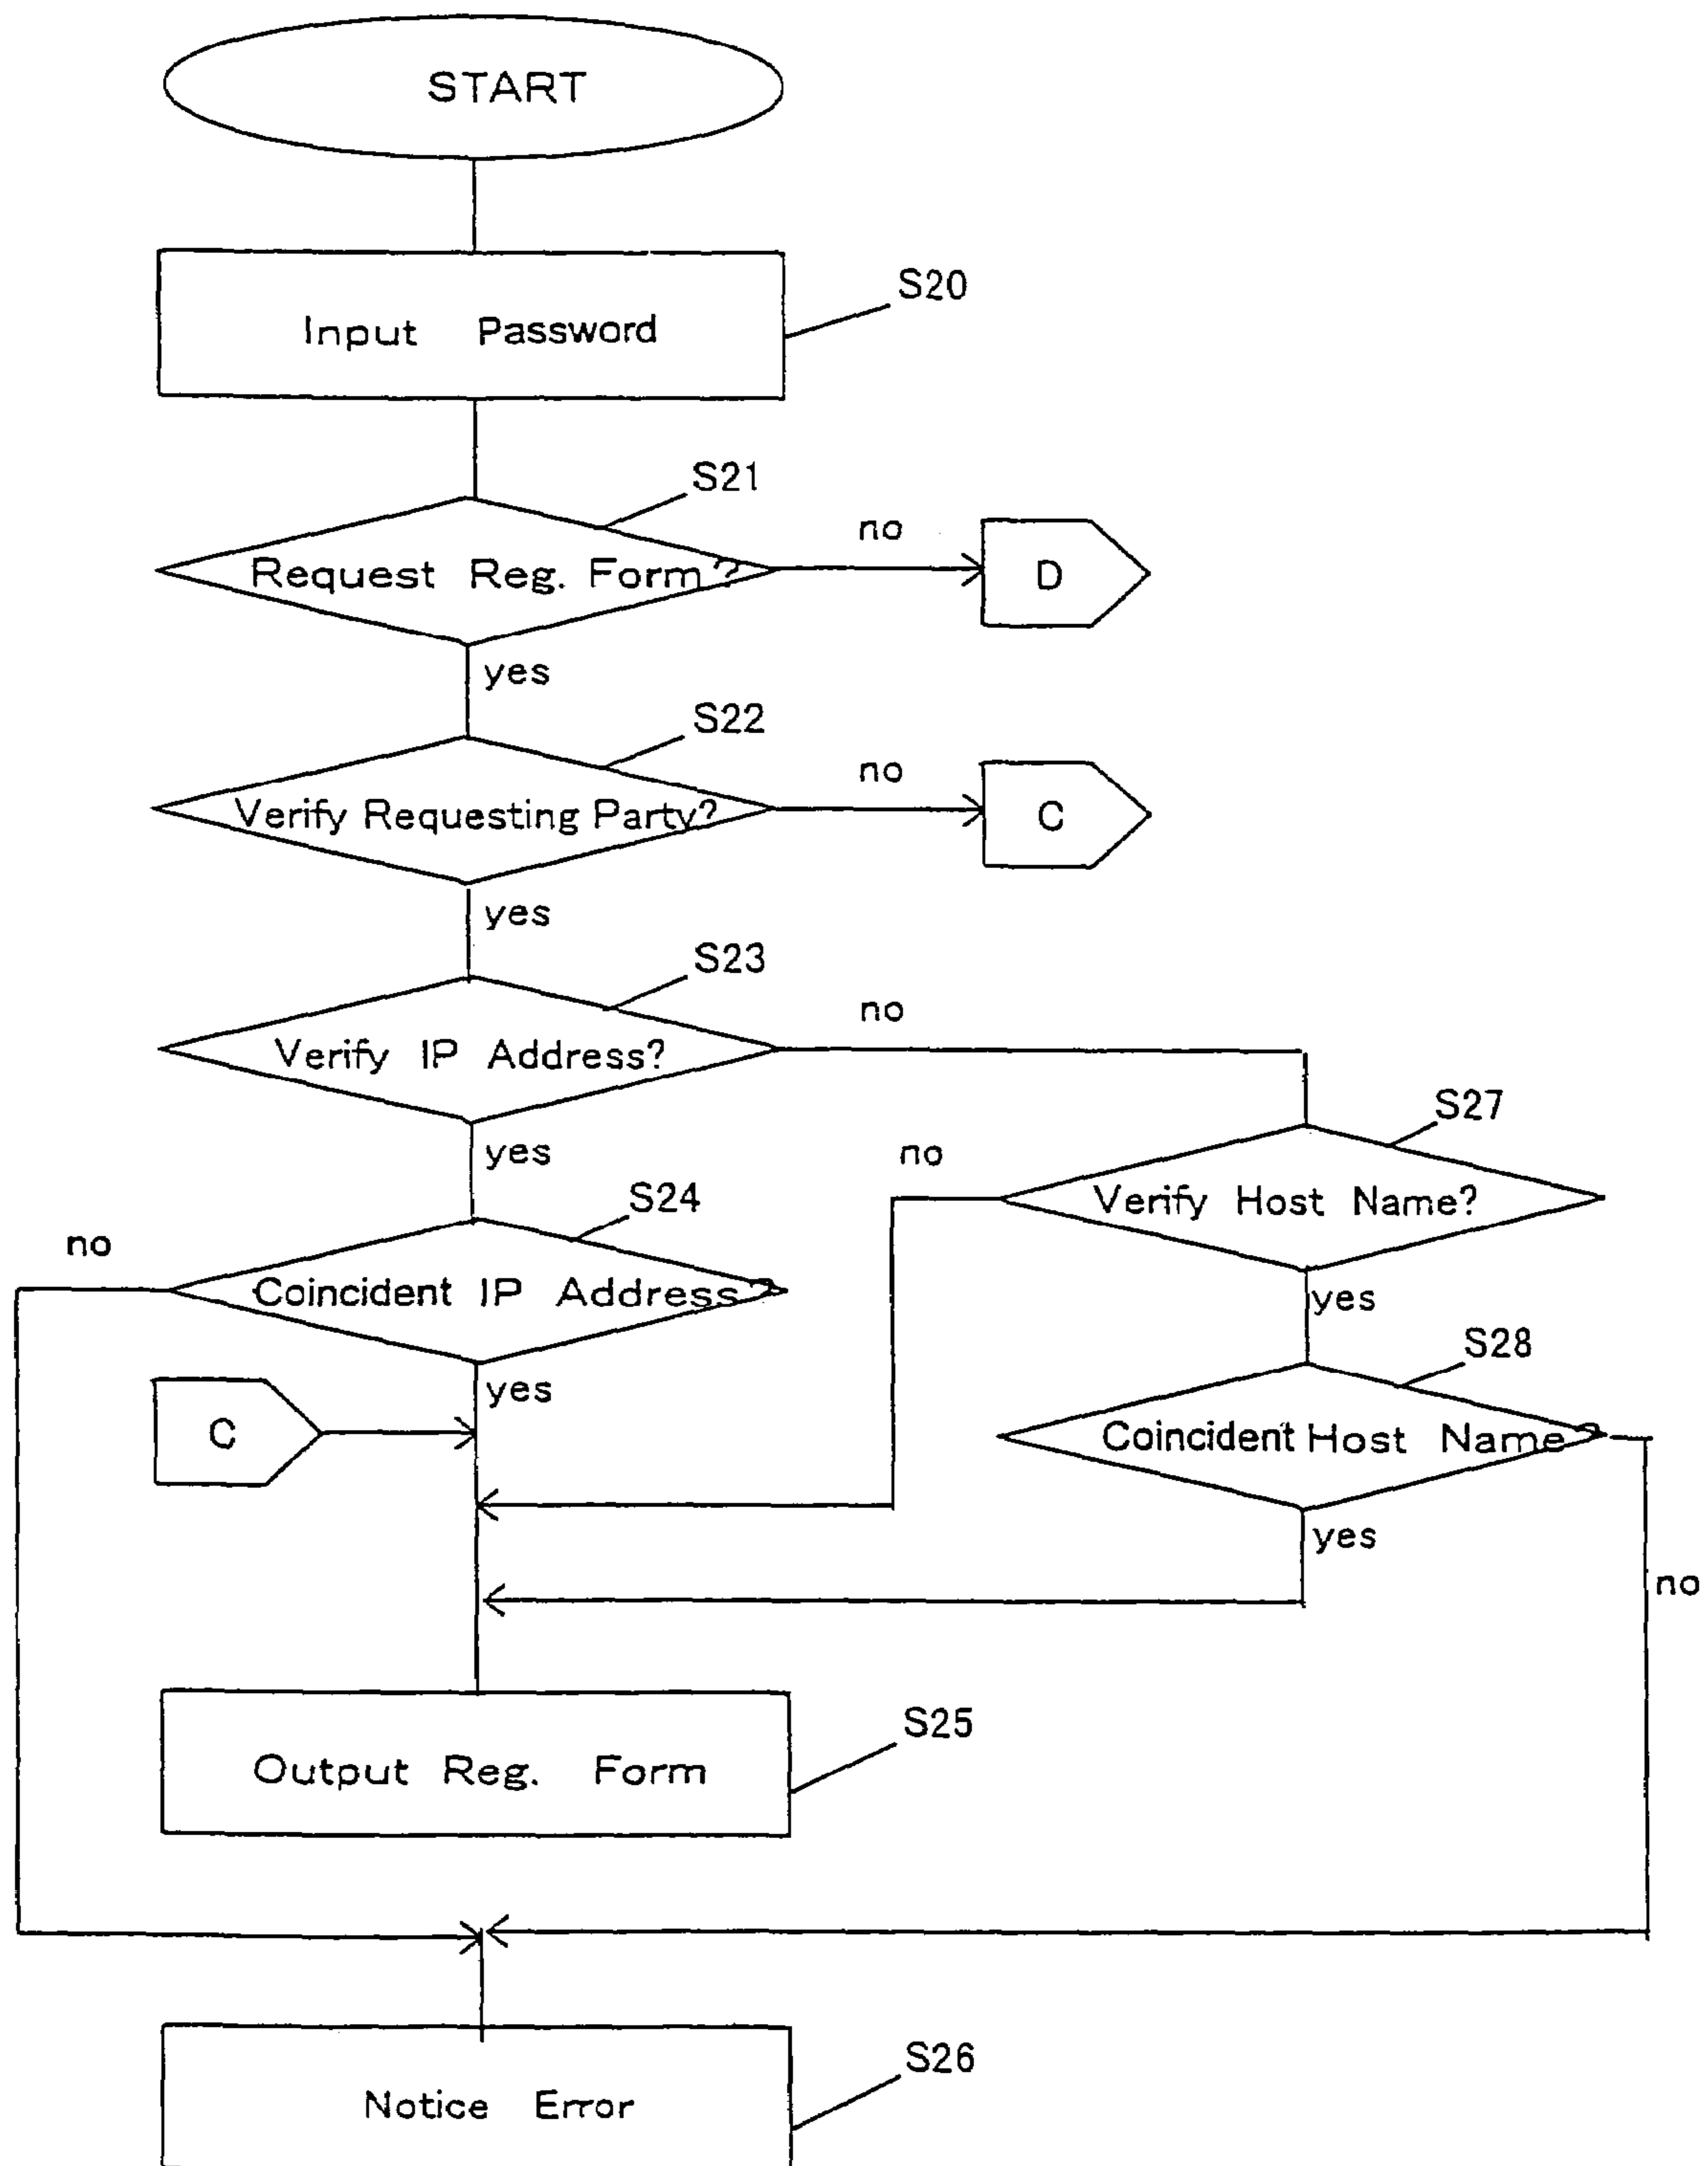 START
Input Password
S20
S21
Request Reg. Form?
no
D
yes
S22
Verify Requesting Party?
no
C
yes
S23
Verify IP Address?
no
yes
S27
Verify Host Name?
no
yes
S24
Coincident IP Address?
no
yes
S28
Coincident Host Name?
yes
no
C
Output Reg. Form
S25
Notice Error
S26